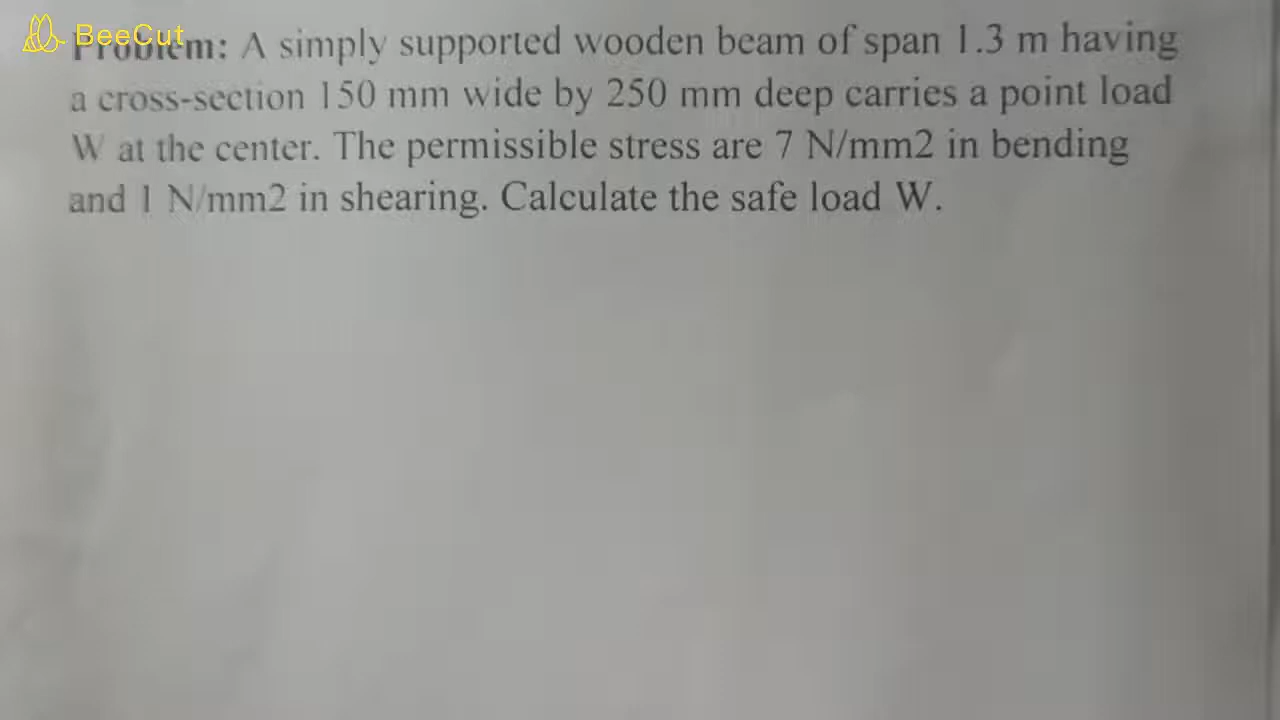 BeeCut
Problem: A simply supported wooden beam of span 1.3 m having
a cross-section 150 mm wide by 250 mm deep carries a point load
W at the center. The permissible stress are 7 N/mm2 in bending
and 1 N/mm2 in shearing. Calculate the safe load W.